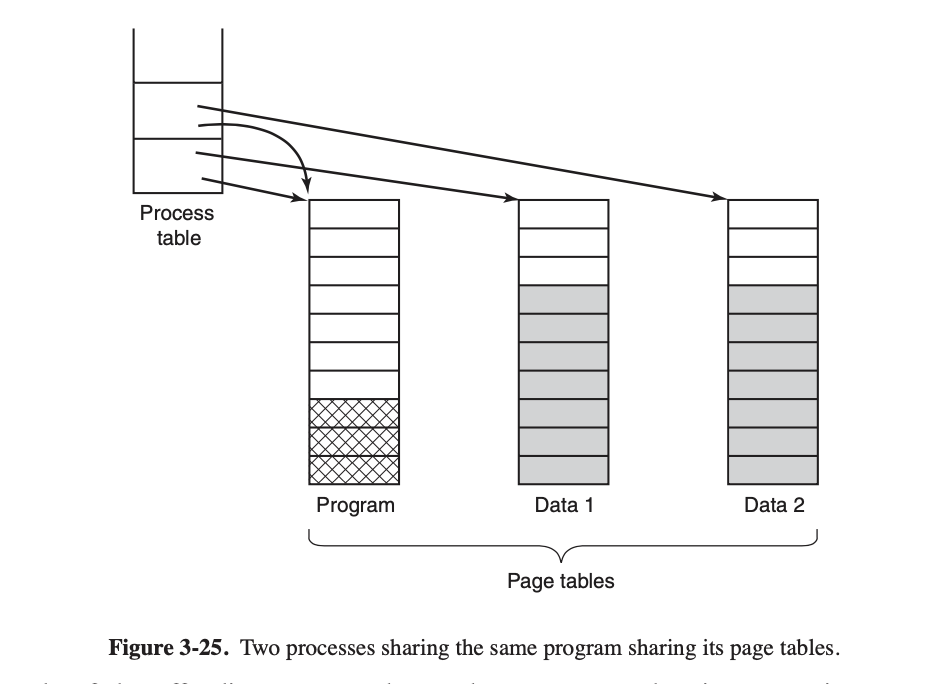 Process
table
Program
Data 1
Data 2
Page tables
Figure 3-25. Two processes sharing the same program sharing its page tables.